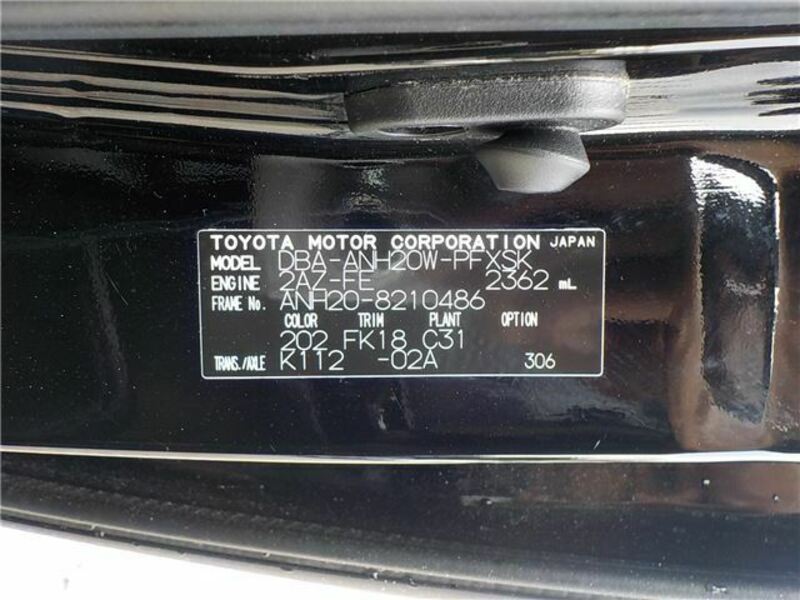 TOYOTA MOTOR CORPORATION JAPAN
MODEL DBA-ANH20W-PFXSK
ENGINE 2AZ-FE 2362 mL
FRAME No. ANH20-8210486
COLOR TRIM PLANT OPTION
202 FK18 C31
TRANS./AXLE K112 -02A 306